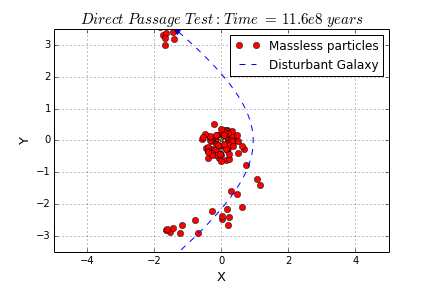 Direct Passage Test : Time = 11.6e8 years
Massless particles
Disturbant Galaxy
Y
3
2
1
0
−1
−2
−3
−4 −2 0 2 4
X